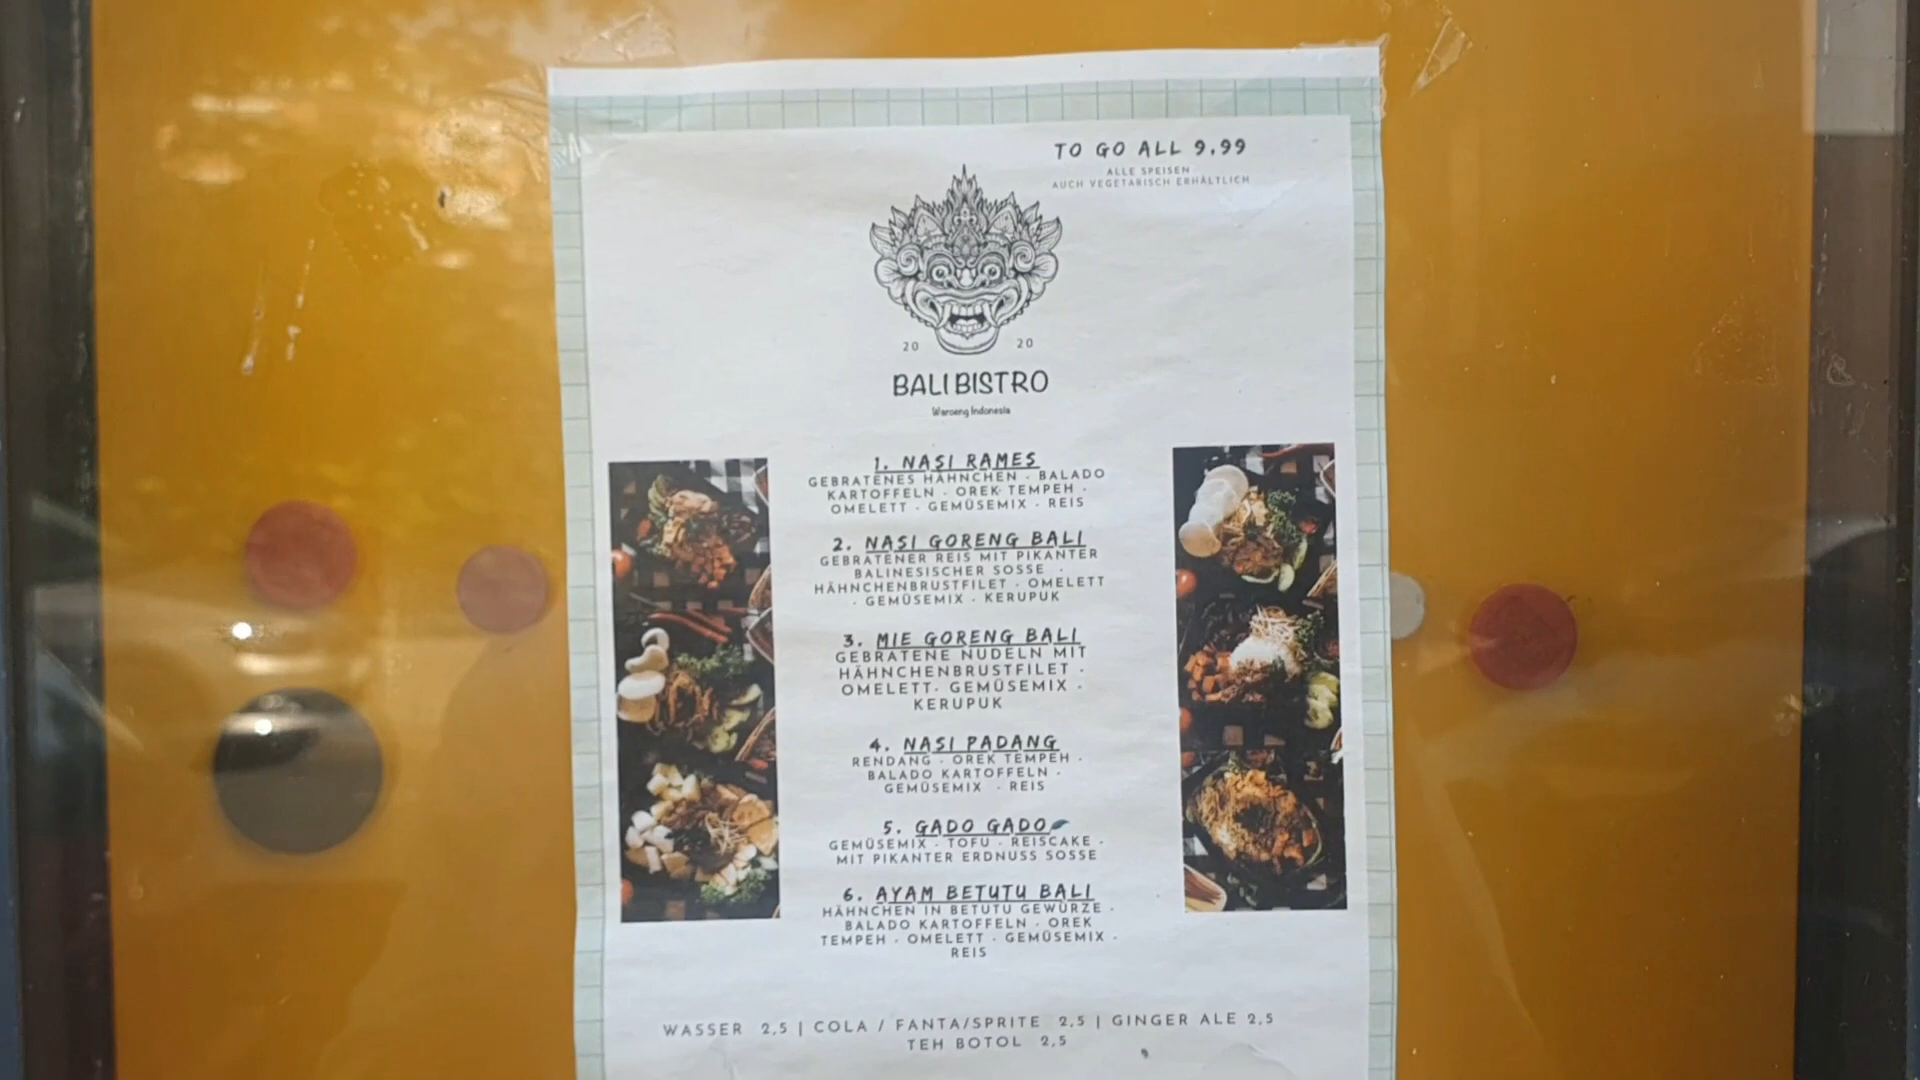 TO GO ALL 9.99
ALLE SPEISEN
AUCH VEGETARISCH ERHÄLTLICH
20 20
BALI BISTRO
Waroeng Indonesia
1. NASI RAMES
GEBRATENES HÄHNCHEN · BALADO
KARTOFFELN · OREK TEMPEH ·
OMELETT · GEMÜSEMIX · REIS
2. NASI GORENG BALI
GEBRATENER REIS MIT PIKANTER
BALINESISCHER SOSSE ·
HÄHNCHENBRUSTFILET · OMELETT
· GEMÜSEMIX · KERUPUK
3. MIE GORENG BALI
GEBRATENE NUDELN MIT
HÄHNCHENBRUSTFILET ·
OMELETT· GEMÜSEMIX ·
KERUPUK
4. NASI PADANG
RENDANG · OREK TEMPEH ·
BALADO KARTOFFELN ·
GEMÜSEMIX · REIS
5. GADO GADO
GEMÜSEMIX · TOFU · REISCAKE ·
MIT PIKANTER ERDNUSS SOSSE
6. AYAM BETUTU BALI
HÄHNCHEN IN BETUTU GEWÜRZE ·
BALADO KARTOFFELN · OREK
TEMPEH · OMELETT · GEMÜSEMIX ·
REIS
WASSER 2,5 | COLA / FANTA/SPRITE 2,5 | GINGER ALE 2,5
TEH BOTOL 2,5